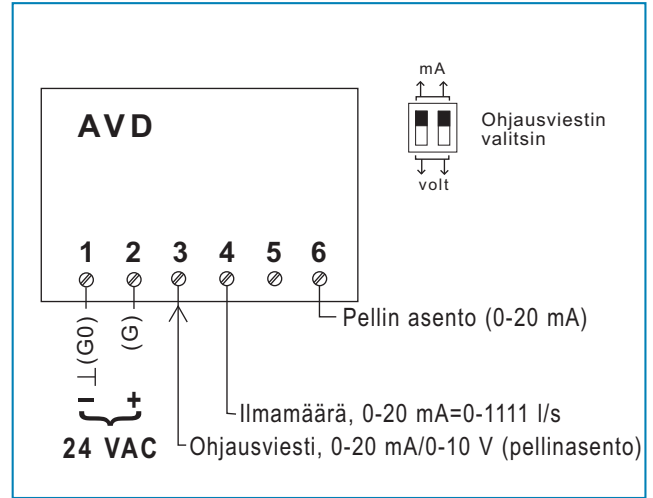 mA
AVD
Ohjausviestin
valitsin
volt
1 2 3 4 5 6
Pellin asento (0-20 mA)
⊥(G0) (G)
- +
Ilmamäärä, 0-20 mA=0-1111 l/s
24 VAC
Ohjausviesti, 0-20 mA/0-10 V (pellinasento)